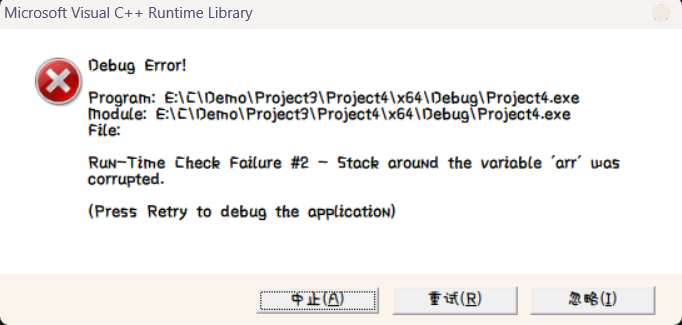 Microsoft Visual C++ Runtime Library
Debug Error!
Program: E:\C\Demo\Project3\Project4\x64\Debug\Project4.exe
Module: E:\C\Demo\Project3\Project4\x64\Debug\Project4.exe
File:
Run-Time Check Failure #2 - Stack around the variable 'arr' was
corrupted.
(Press Retry to debug the application)
中止(A) 重试(R) 忽略(I)